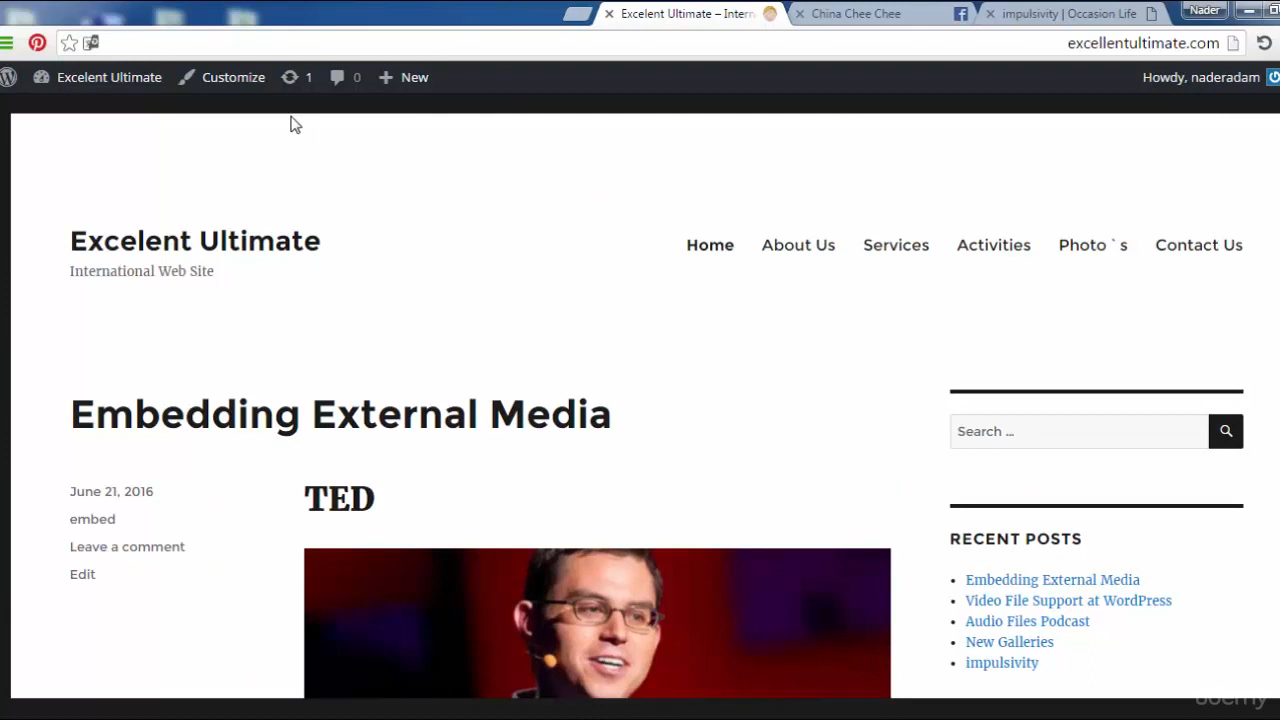 Excelent Ultimate – Intern
China Chee Chee
impulsivity | Occasion Life
Nader
excellentultimate.com
Excelent Ultimate
Customize
1
0
New
Howdy, naderadam
Excelent Ultimate
International Web Site
Home
About Us
Services
Activities
Photo ` s
Contact Us
Embedding External Media
Search …
June 21, 2016
embed
Leave a comment
Edit
TED
RECENT POSTS
Embedding External Media
Video File Support at WordPress
Audio Files Podcast
New Galleries
impulsivity